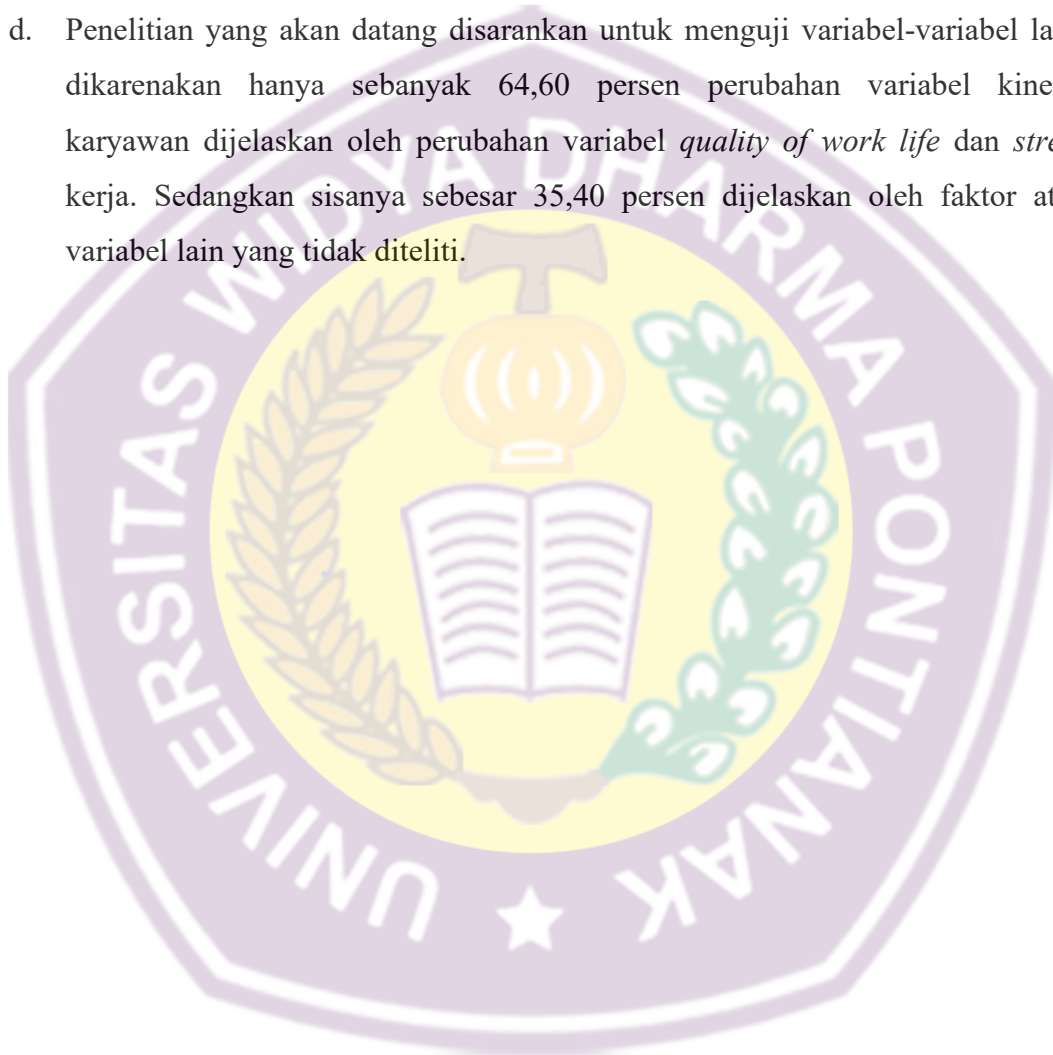 d. Penelitian yang akan datang disarankan untuk menguji variabel-variabel la
dikarenakan hanya sebanyak 64,60 persen perubahan variabel kine
karyawan dijelaskan oleh perubahan variabel quality of work life dan stre
kerja. Sedangkan sisanya sebesar 35,40 persen dijelaskan oleh faktor at
variabel lain yang tidak diteliti.
UNIVERSITAS WIDYA DHARMA PONTIANAK